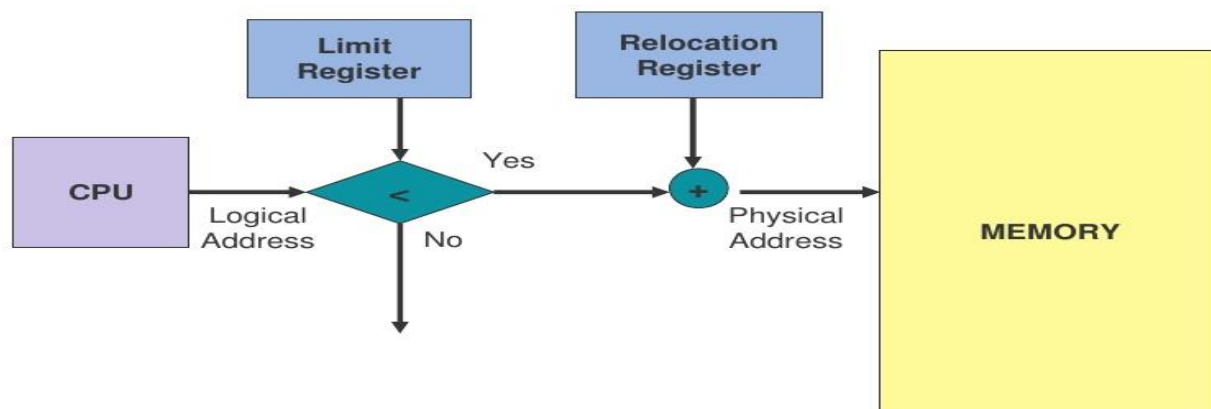 Limit
Register
Relocation
Register
CPU
Logical
Address
<
Yes
No
+
Physical
Address
MEMORY